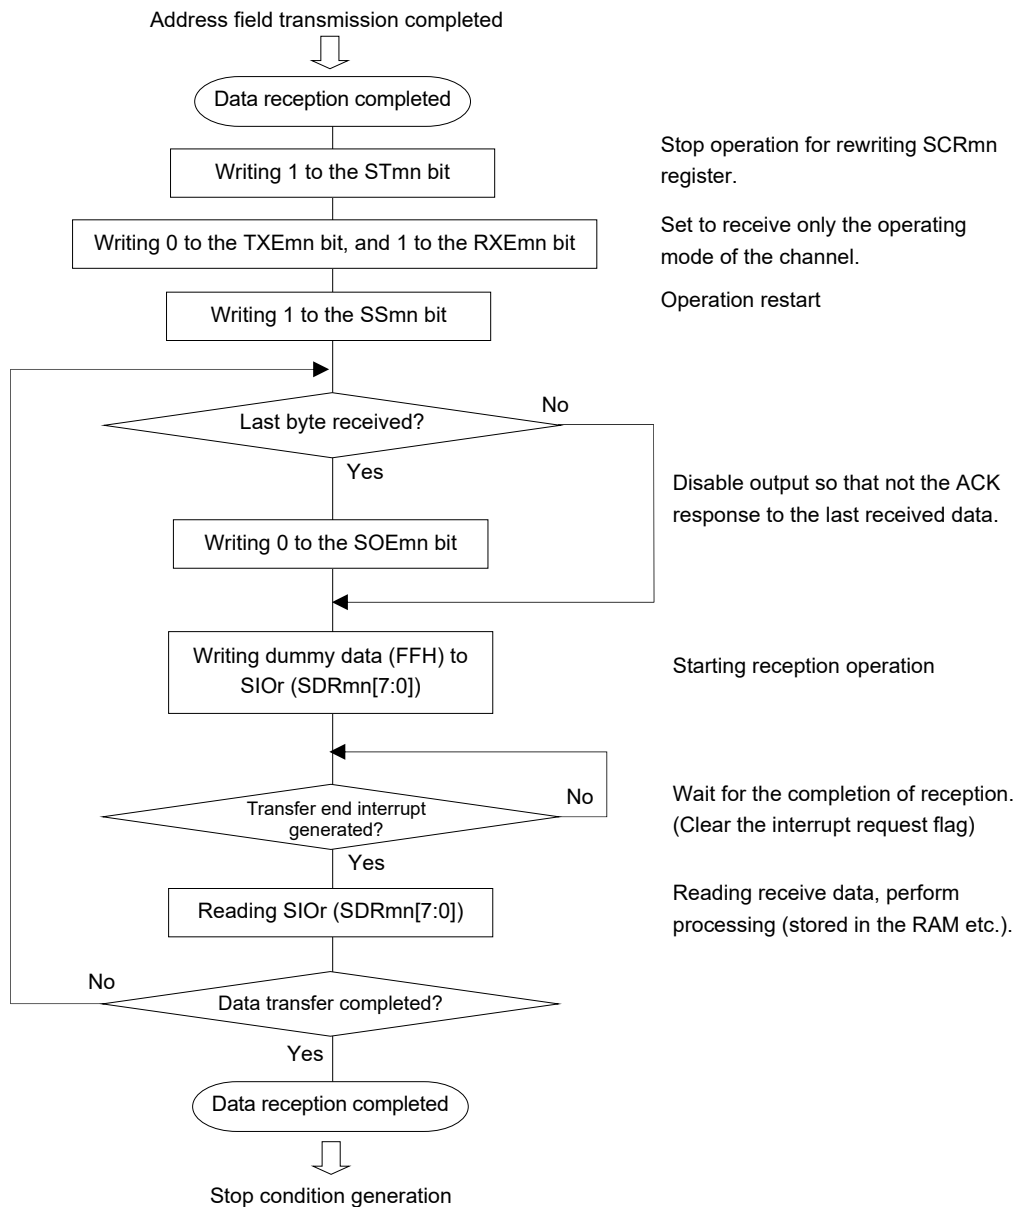 Address field transmission completed
Data reception completed
Writing 1 to the STmn bit
Stop operation for rewriting SCRmn
register.
Writing 0 to the TXEmn bit, and 1 to the RXEmn bit
Set to receive only the operating
mode of the channel.
Writing 1 to the SSmn bit
Operation restart
Last byte received?
No
Yes
Disable output so that not the ACK
response to the last received data.
Writing 0 to the SOEmn bit
Writing dummy data (FFH) to
SIOr (SDRmn[7:0])
Starting reception operation
Transfer end interrupt
generated?
No
Wait for the completion of reception.
(Clear the interrupt request flag)
Yes
Reading SIOr (SDRmn[7:0])
Reading receive data, perform
processing (stored in the RAM etc.).
No
Data transfer completed?
Yes
Data reception completed
Stop condition generation